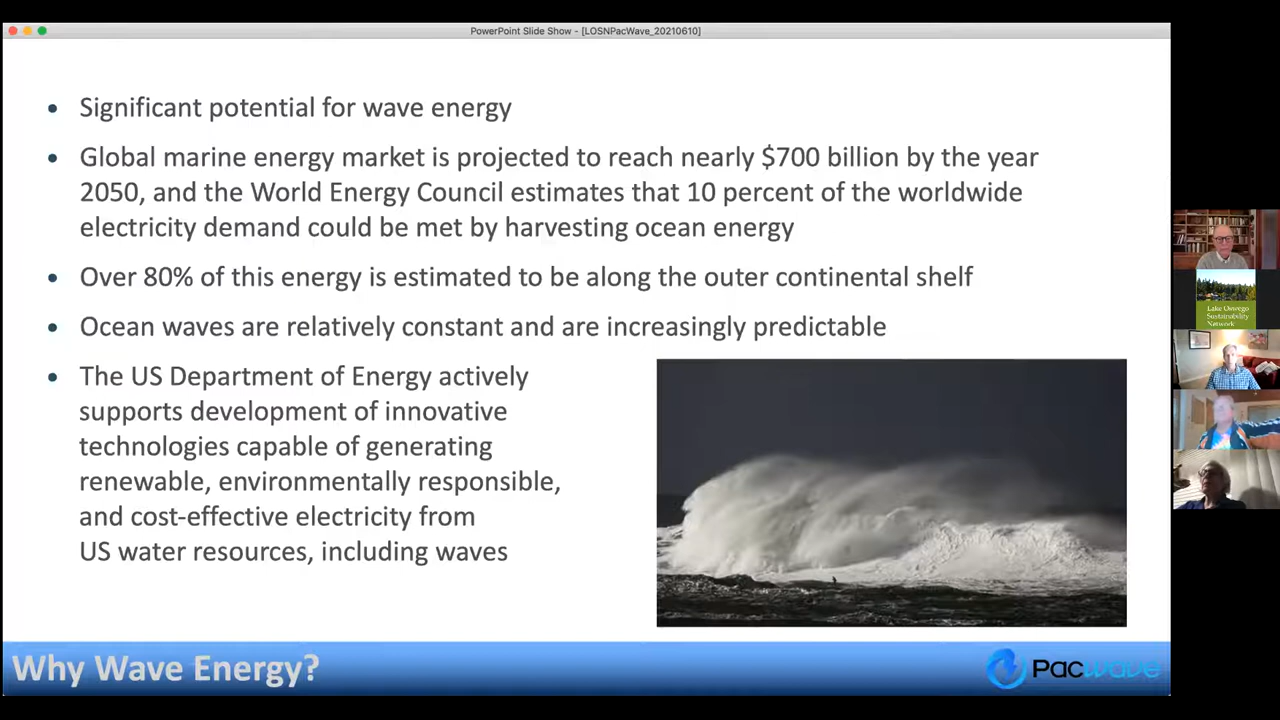 PowerPoint Slide Show - [LOSNPacWave_20210610]
• Significant potential for wave energy
• Global marine energy market is projected to reach nearly $700 billion by the year
2050, and the World Energy Council estimates that 10 percent of the worldwide
electricity demand could be met by harvesting ocean energy
• Over 80% of this energy is estimated to be along the outer continental shelf
• Ocean waves are relatively constant and are increasingly predictable
• The US Department of Energy actively
supports development of innovative
technologies capable of generating
renewable, environmentally responsible,
and cost-effective electricity from
US water resources, including waves
Why Wave Energy?
Pacwave
Lake Oswego
Sustainability
Network